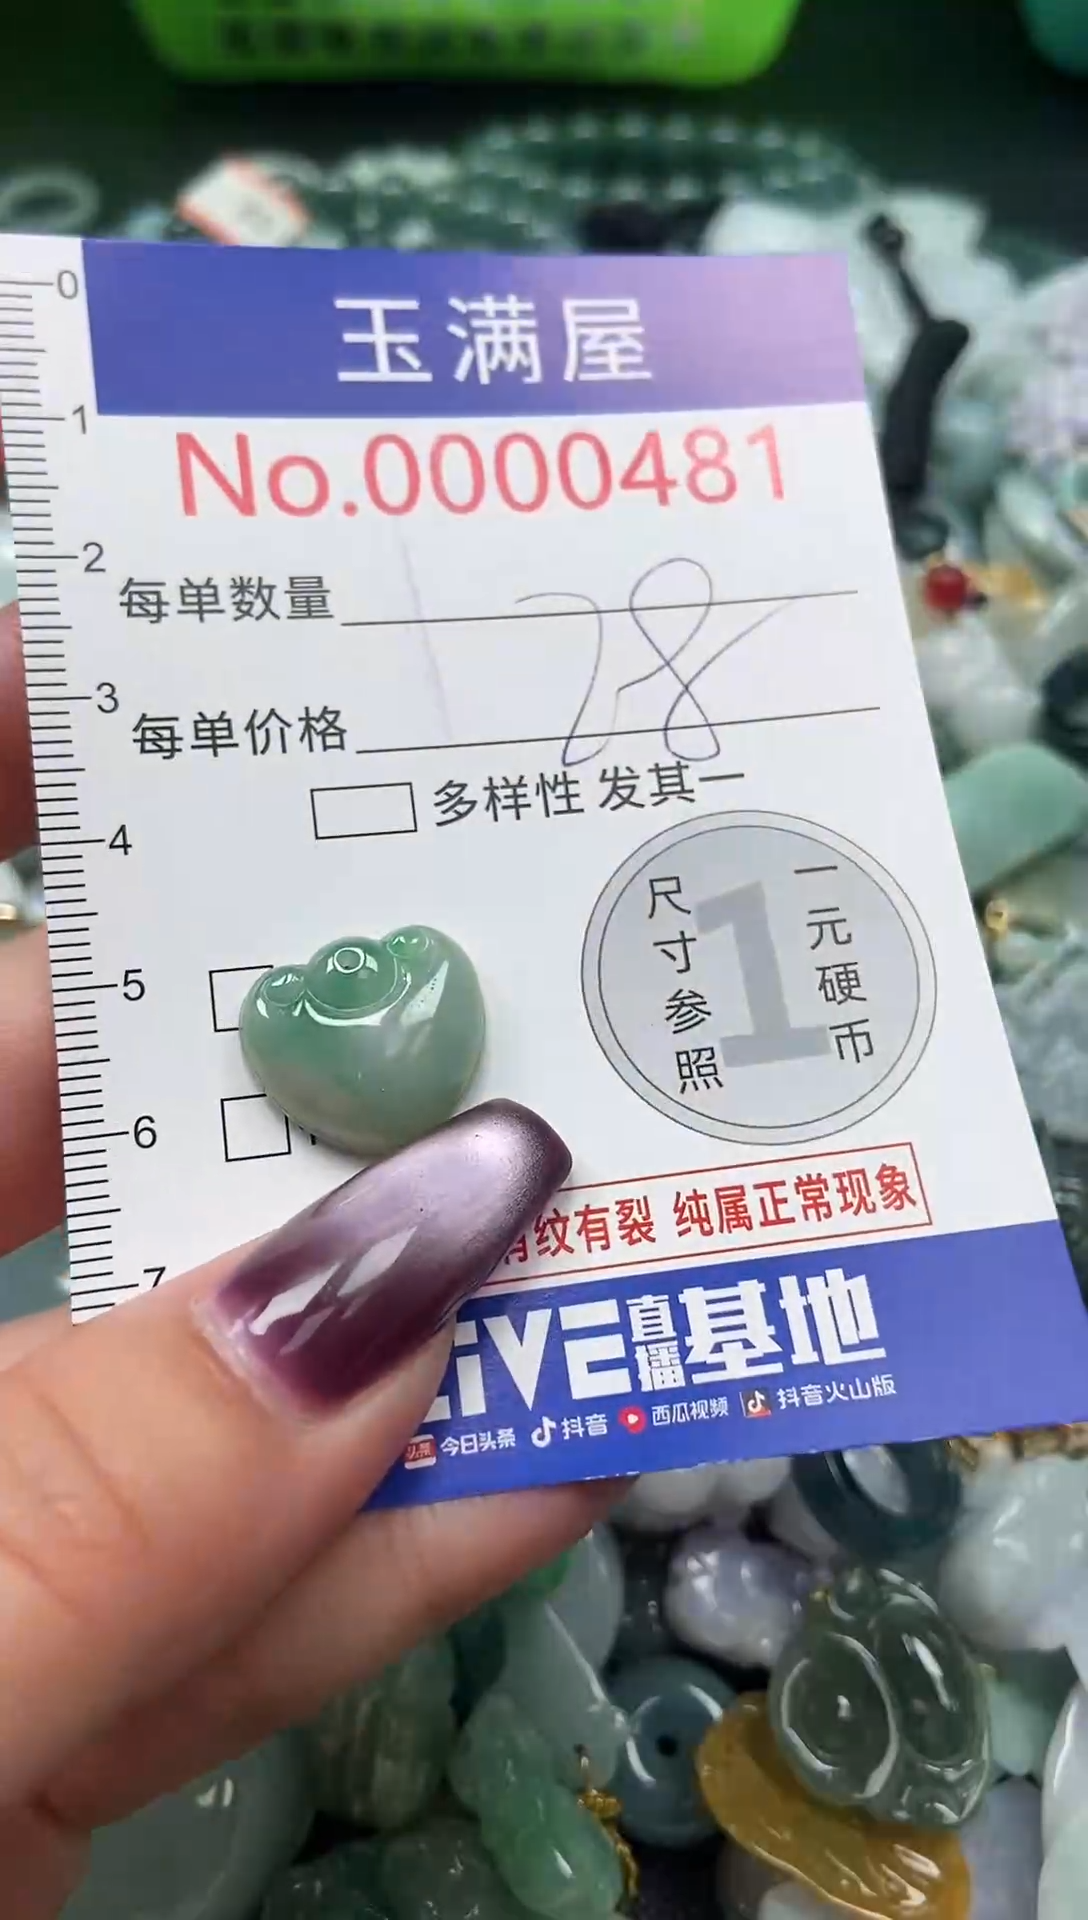 玉满屋
No.0000481
每单数量
28
每单价格
多样性 发其一
尺寸参照
1
一元硬币
有纹有裂 纯属正常现象
LIVE直播基地
头条 今日头条 抖音 西瓜视频 抖音火山版
0
1
2
3
4
5
6
7